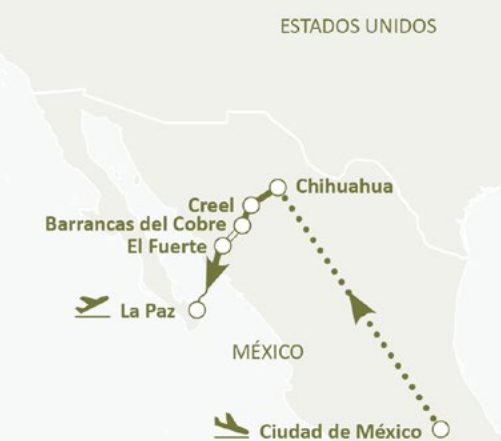 ESTADOS UNIDOS
Chihuahua
Creel
Barrancas del Cobre
El Fuerte
La Paz
MÉXICO
Ciudad de México